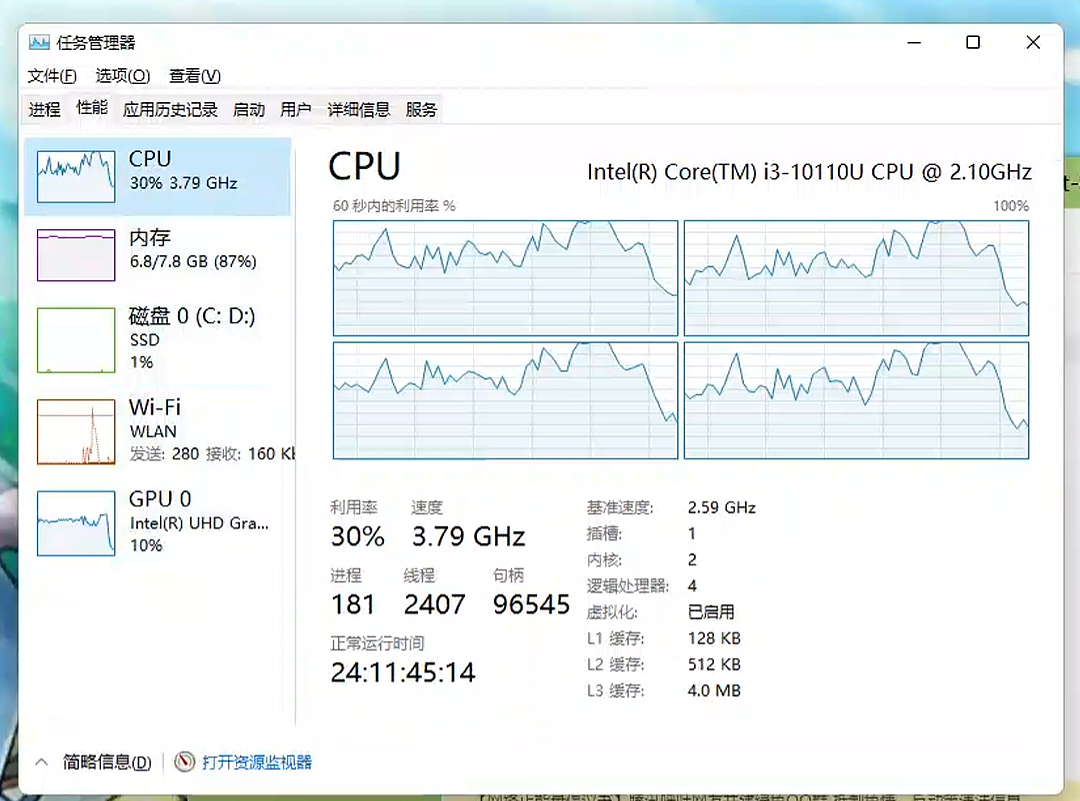 任务管理器
文件(F) 选项(O) 查看(V)
进程 性能 应用历史记录 启动 用户 详细信息 服务
CPU
30% 3.79 GHz
内存
6.8/7.8 GB (87%)
磁盘 0 (C: D:)
SSD
1%
Wi-Fi
WLAN
发送: 280 接收: 160 Kb
GPU 0
Intel(R) UHD Gra...
10%
CPU
Intel(R) Core(TM) i3-10110U CPU @ 2.10GHz
60 秒内的利用率 % 100%
利用率 速度
30% 3.79 GHz
进程 线程 句柄
181 2407 96545
正常运行时间
24:11:45:14
基准速度: 2.59 GHz
插槽: 1
内核: 2
逻辑处理器: 4
虚拟化: 已启用
L1 缓存: 128 KB
L2 缓存: 512 KB
L3 缓存: 4.0 MB
简略信息(D) 打开资源监视器